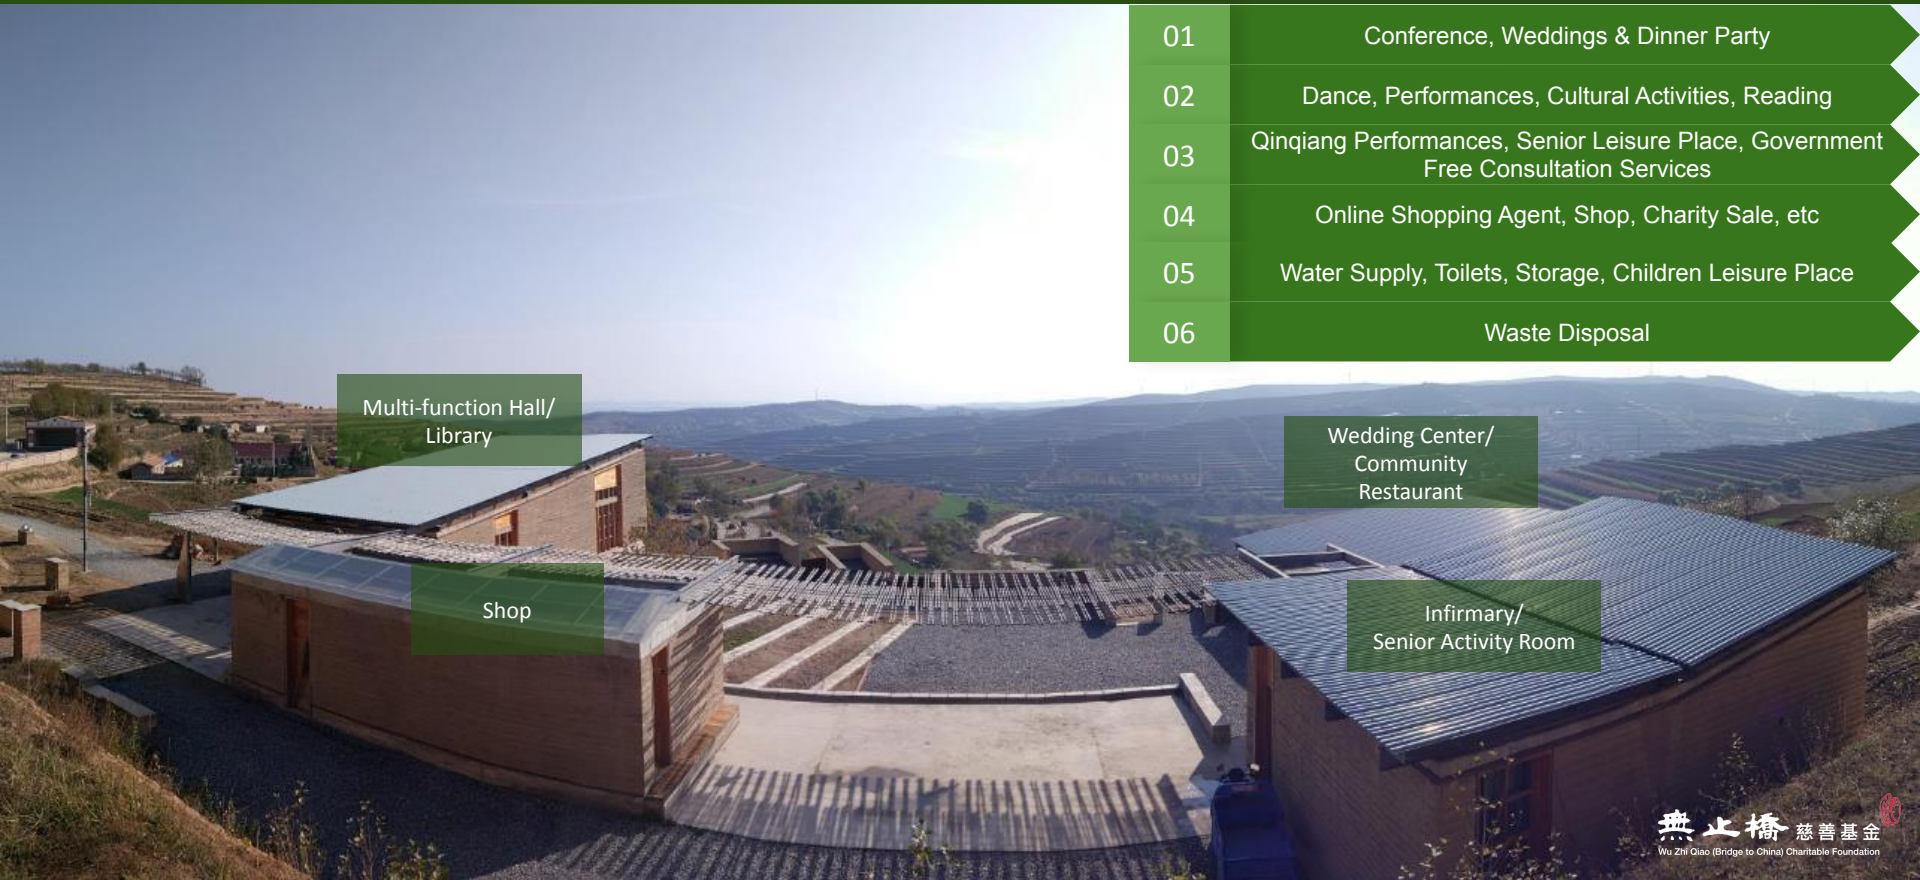 01
Conference, Weddings & Dinner Party
02
Dance, Performances, Cultural Activities, Reading
03
Qinqiang Performances, Senior Leisure Place, Government
Free Consultation Services
04
Online Shopping Agent, Shop, Charity Sale, etc
05
Water Supply, Toilets, Storage, Children Leisure Place
06
Waste Disposal
Multi-function Hall/
Library
Wedding Center/
Community
Restaurant
Shop
Infirmary/
Senior Activity Room
無止橋 慈善基金
Wu Zhi Qiao (Bridge to China) Charitable Foundation